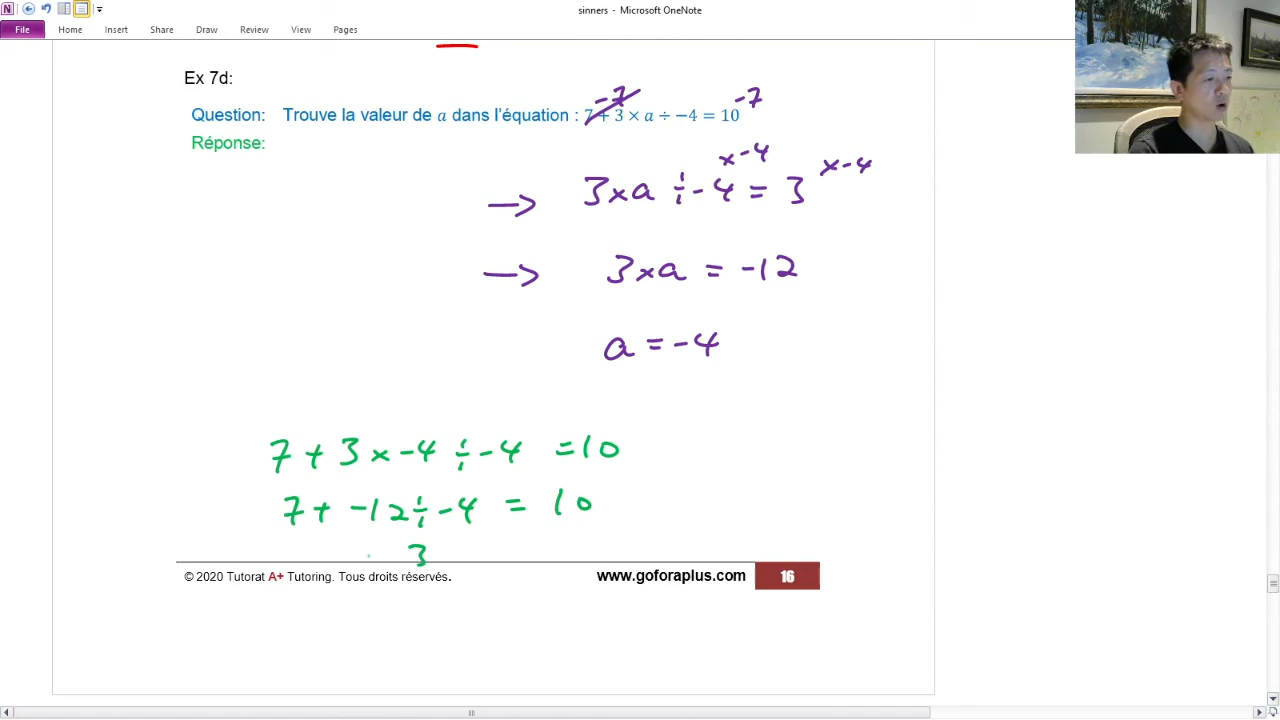 sinners - Microsoft OneNote
File Home Insert Share Draw Review View Pages
Ex 7d:
Question: Trouve la valeur de a dans l'équation : 7 + 3 × a ÷ −4 = 10
-7 -7
Réponse:
x-4 x-4
→ 3xa ÷ -4 = 3
→ 3xa = -12
a = -4
7 + 3 x -4 ÷ -4 = 10
7 + -12 ÷ -4 = 10
3
© 2020 Tutorat A+ Tutoring. Tous droits réservés. www.goforaplus.com 16